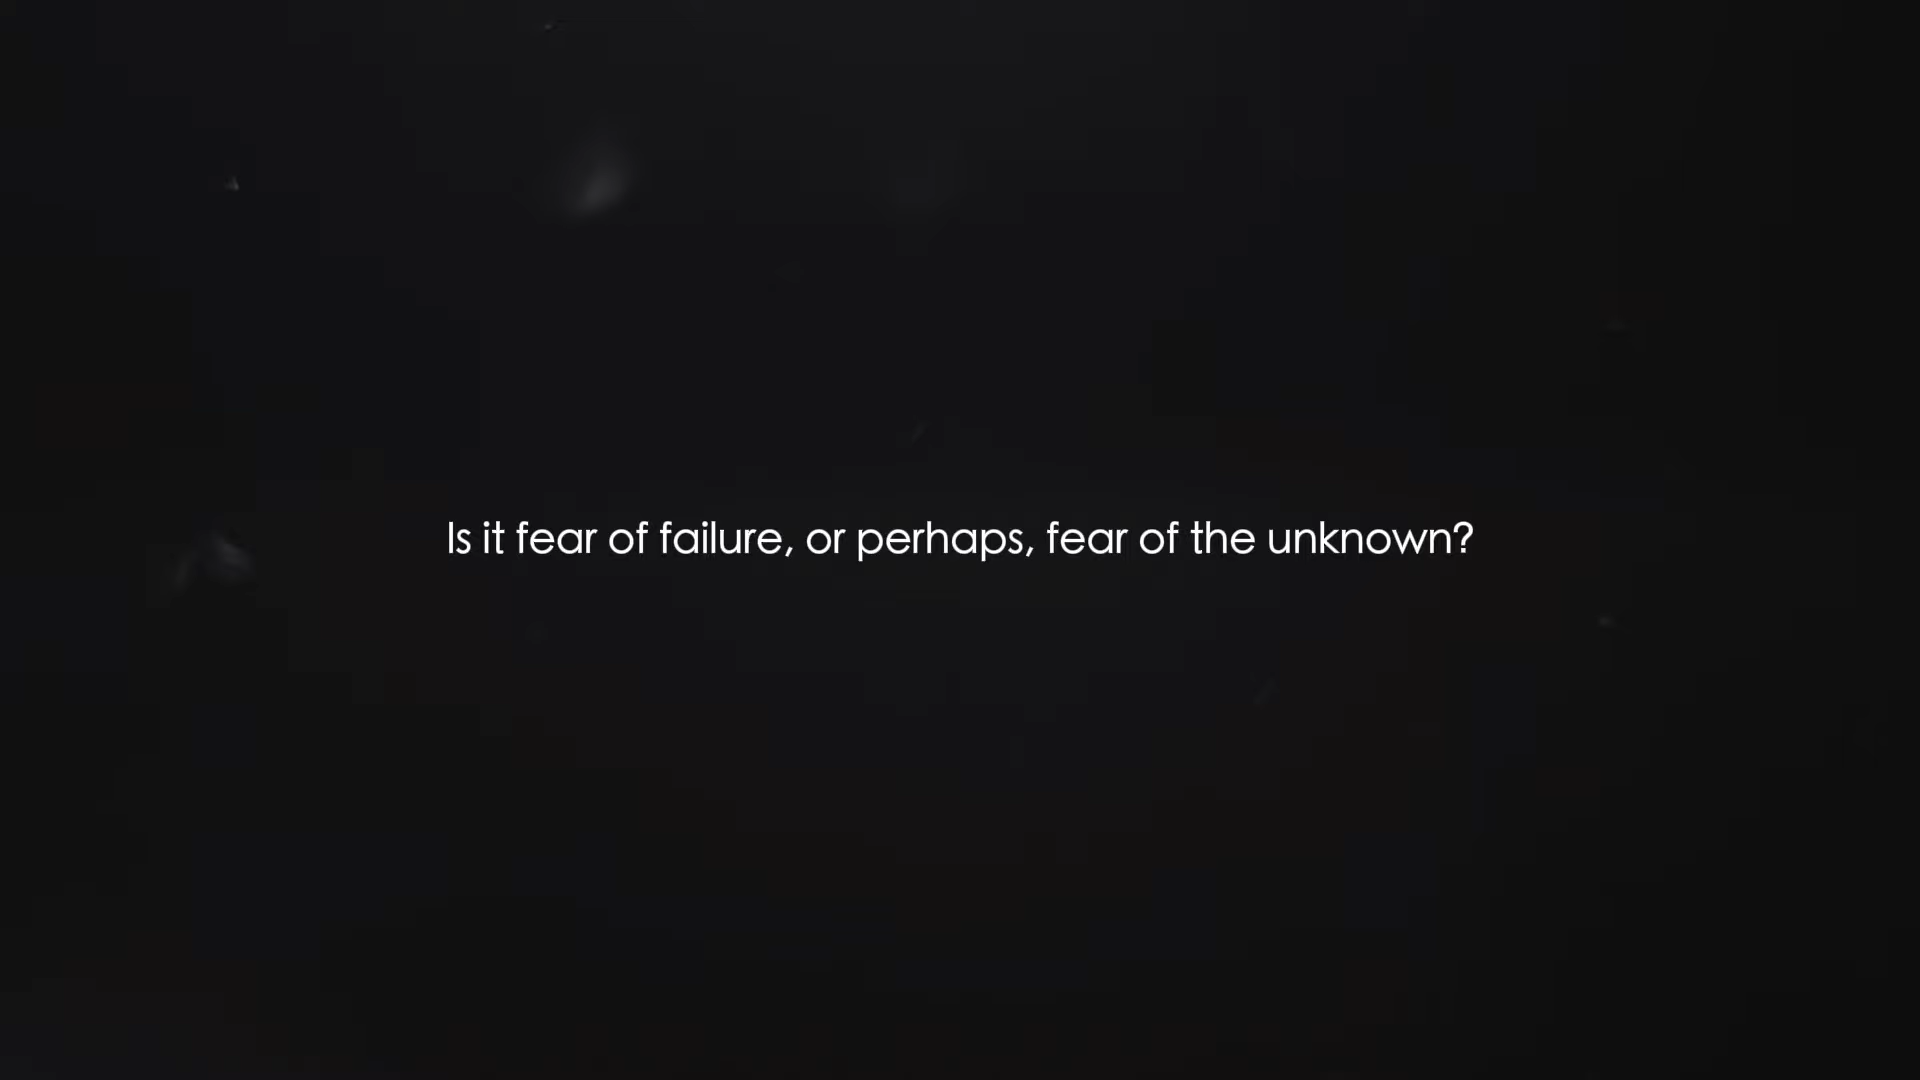 Is it fear of failure, or perhaps, fear of the unknown?